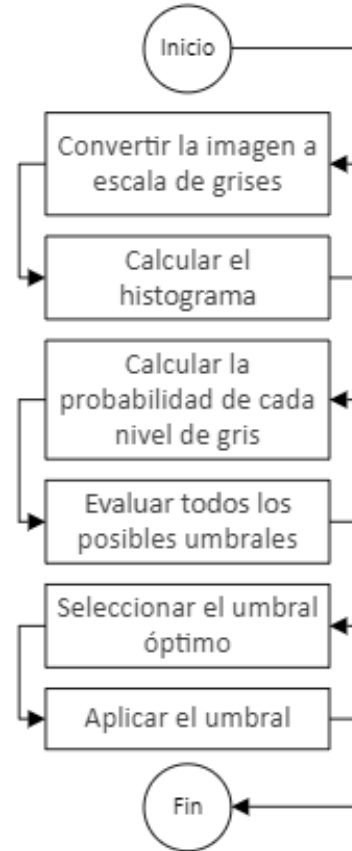 Inicio
Convertir la imagen a
escala de grises
Calcular el
histograma
Calcular la
probabilidad de cada
nivel de gris
Evaluar todos los
posibles umbrales
Seleccionar el umbral
óptimo
Aplicar el umbral
Fin